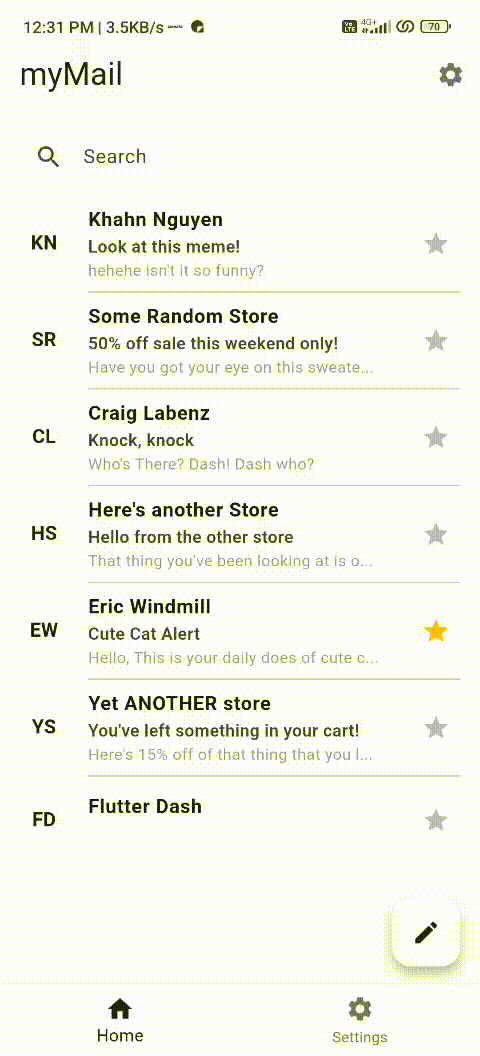 12:31 PM | 3.5KB/s
Vo LTE 4G+ 70
myMail
Search
KN
Khahn Nguyen
Look at this meme!
hehehe isn't it so funny?
SR
Some Random Store
50% off sale this weekend only!
Have you got your eye on this sweate...
CL
Craig Labenz
Knock, knock
Who's There? Dash! Dash who?
HS
Here's another Store
Hello from the other store
That thing you've been looking at is o...
EW
Eric Windmill
Cute Cat Alert
Hello, This is your daily does of cute c...
YS
Yet ANOTHER store
You've left something in your cart!
Here's 15% off of that thing that you l...
FD
Flutter Dash
Home
Settings